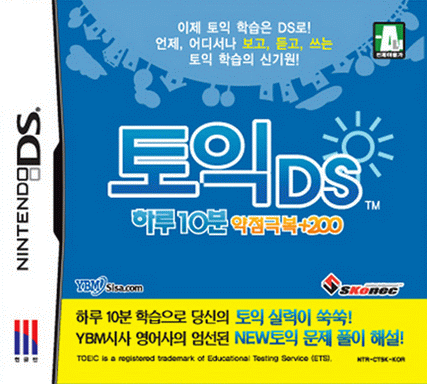 이제 토익 학습은 DS로!
언제, 어디서나 보고, 듣고, 쓰는
토익 학습의 신기원!
전체이용가
NINTENDO DS
토익 DS TM
하루 10분 약점극복+200
YBM Sisa.com
SKonec
하루 10분 학습으로 당신의 토익 실력이 쑥쑥!
YBM시사 영어사의 엄선된 NEW토익 문제 풀이 해설!
TOEIC is a registered trademark of Educational Testing Service (ETS).
NTR-CT5K-KOR
한글판